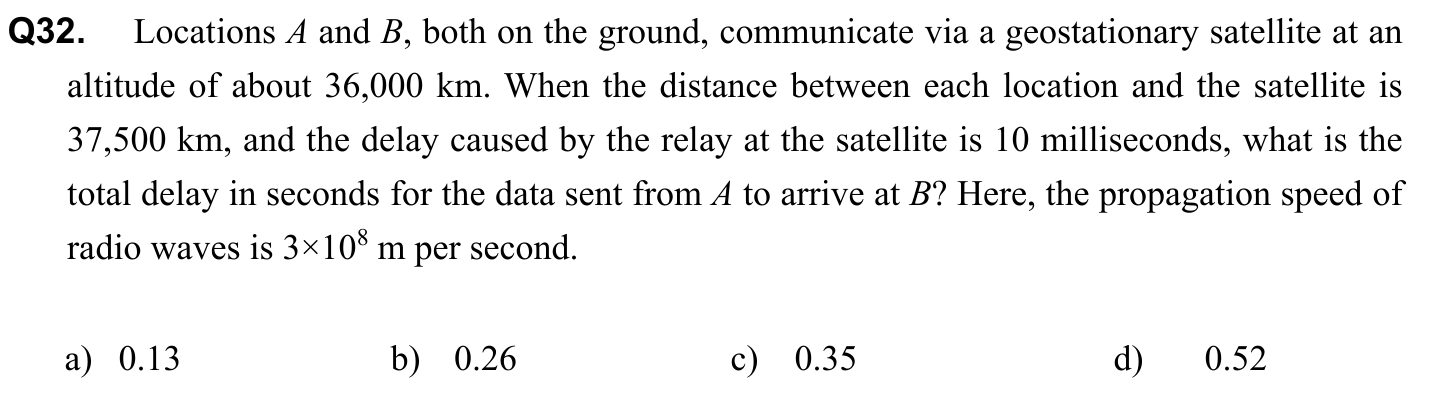 Q32. Locations A and B, both on the ground, communicate via a geostationary satellite at an
altitude of about 36,000 km. When the distance between each location and the satellite is
37,500 km, and the delay caused by the relay at the satellite is 10 milliseconds, what is the
total delay in seconds for the data sent from A to arrive at B? Here, the propagation speed of
radio waves is 3×10⁸ m per second.
a) 0.13 b) 0.26 c) 0.35 d) 0.52